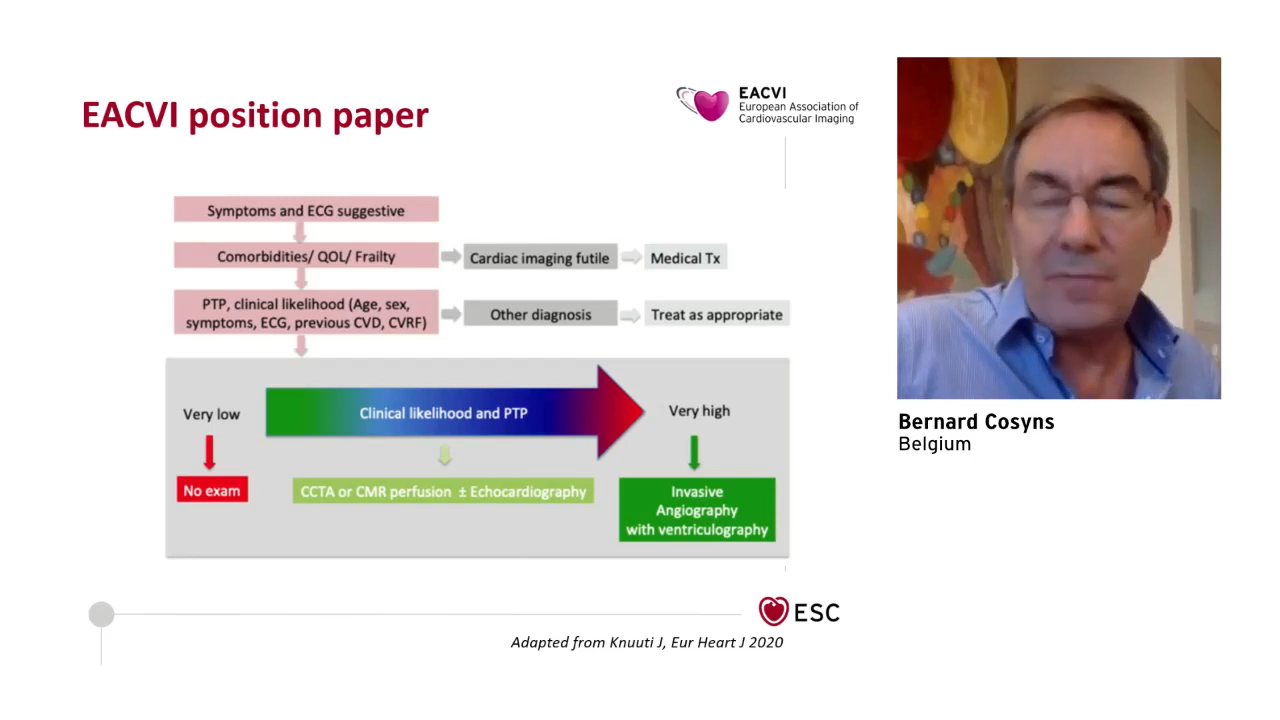 EACVI position paper
EACVI
European Association of
Cardiovascular Imaging
Symptoms and ECG suggestive
Comorbidities/ QOL/ Frailty
Cardiac imaging futile
Medical Tx
PTP, clinical likelihood (Age, sex,
symptoms, ECG, previous CVD, CVRF)
Other diagnosis
Treat as appropriate
Very low
Clinical likelihood and PTP
Very high
No exam
CCTA or CMR perfusion ± Echocardiography
Invasive
Angiography
with ventriculography
ESC
Adapted from Knuuti J, Eur Heart J 2020
Bernard Cosyns
Belgium